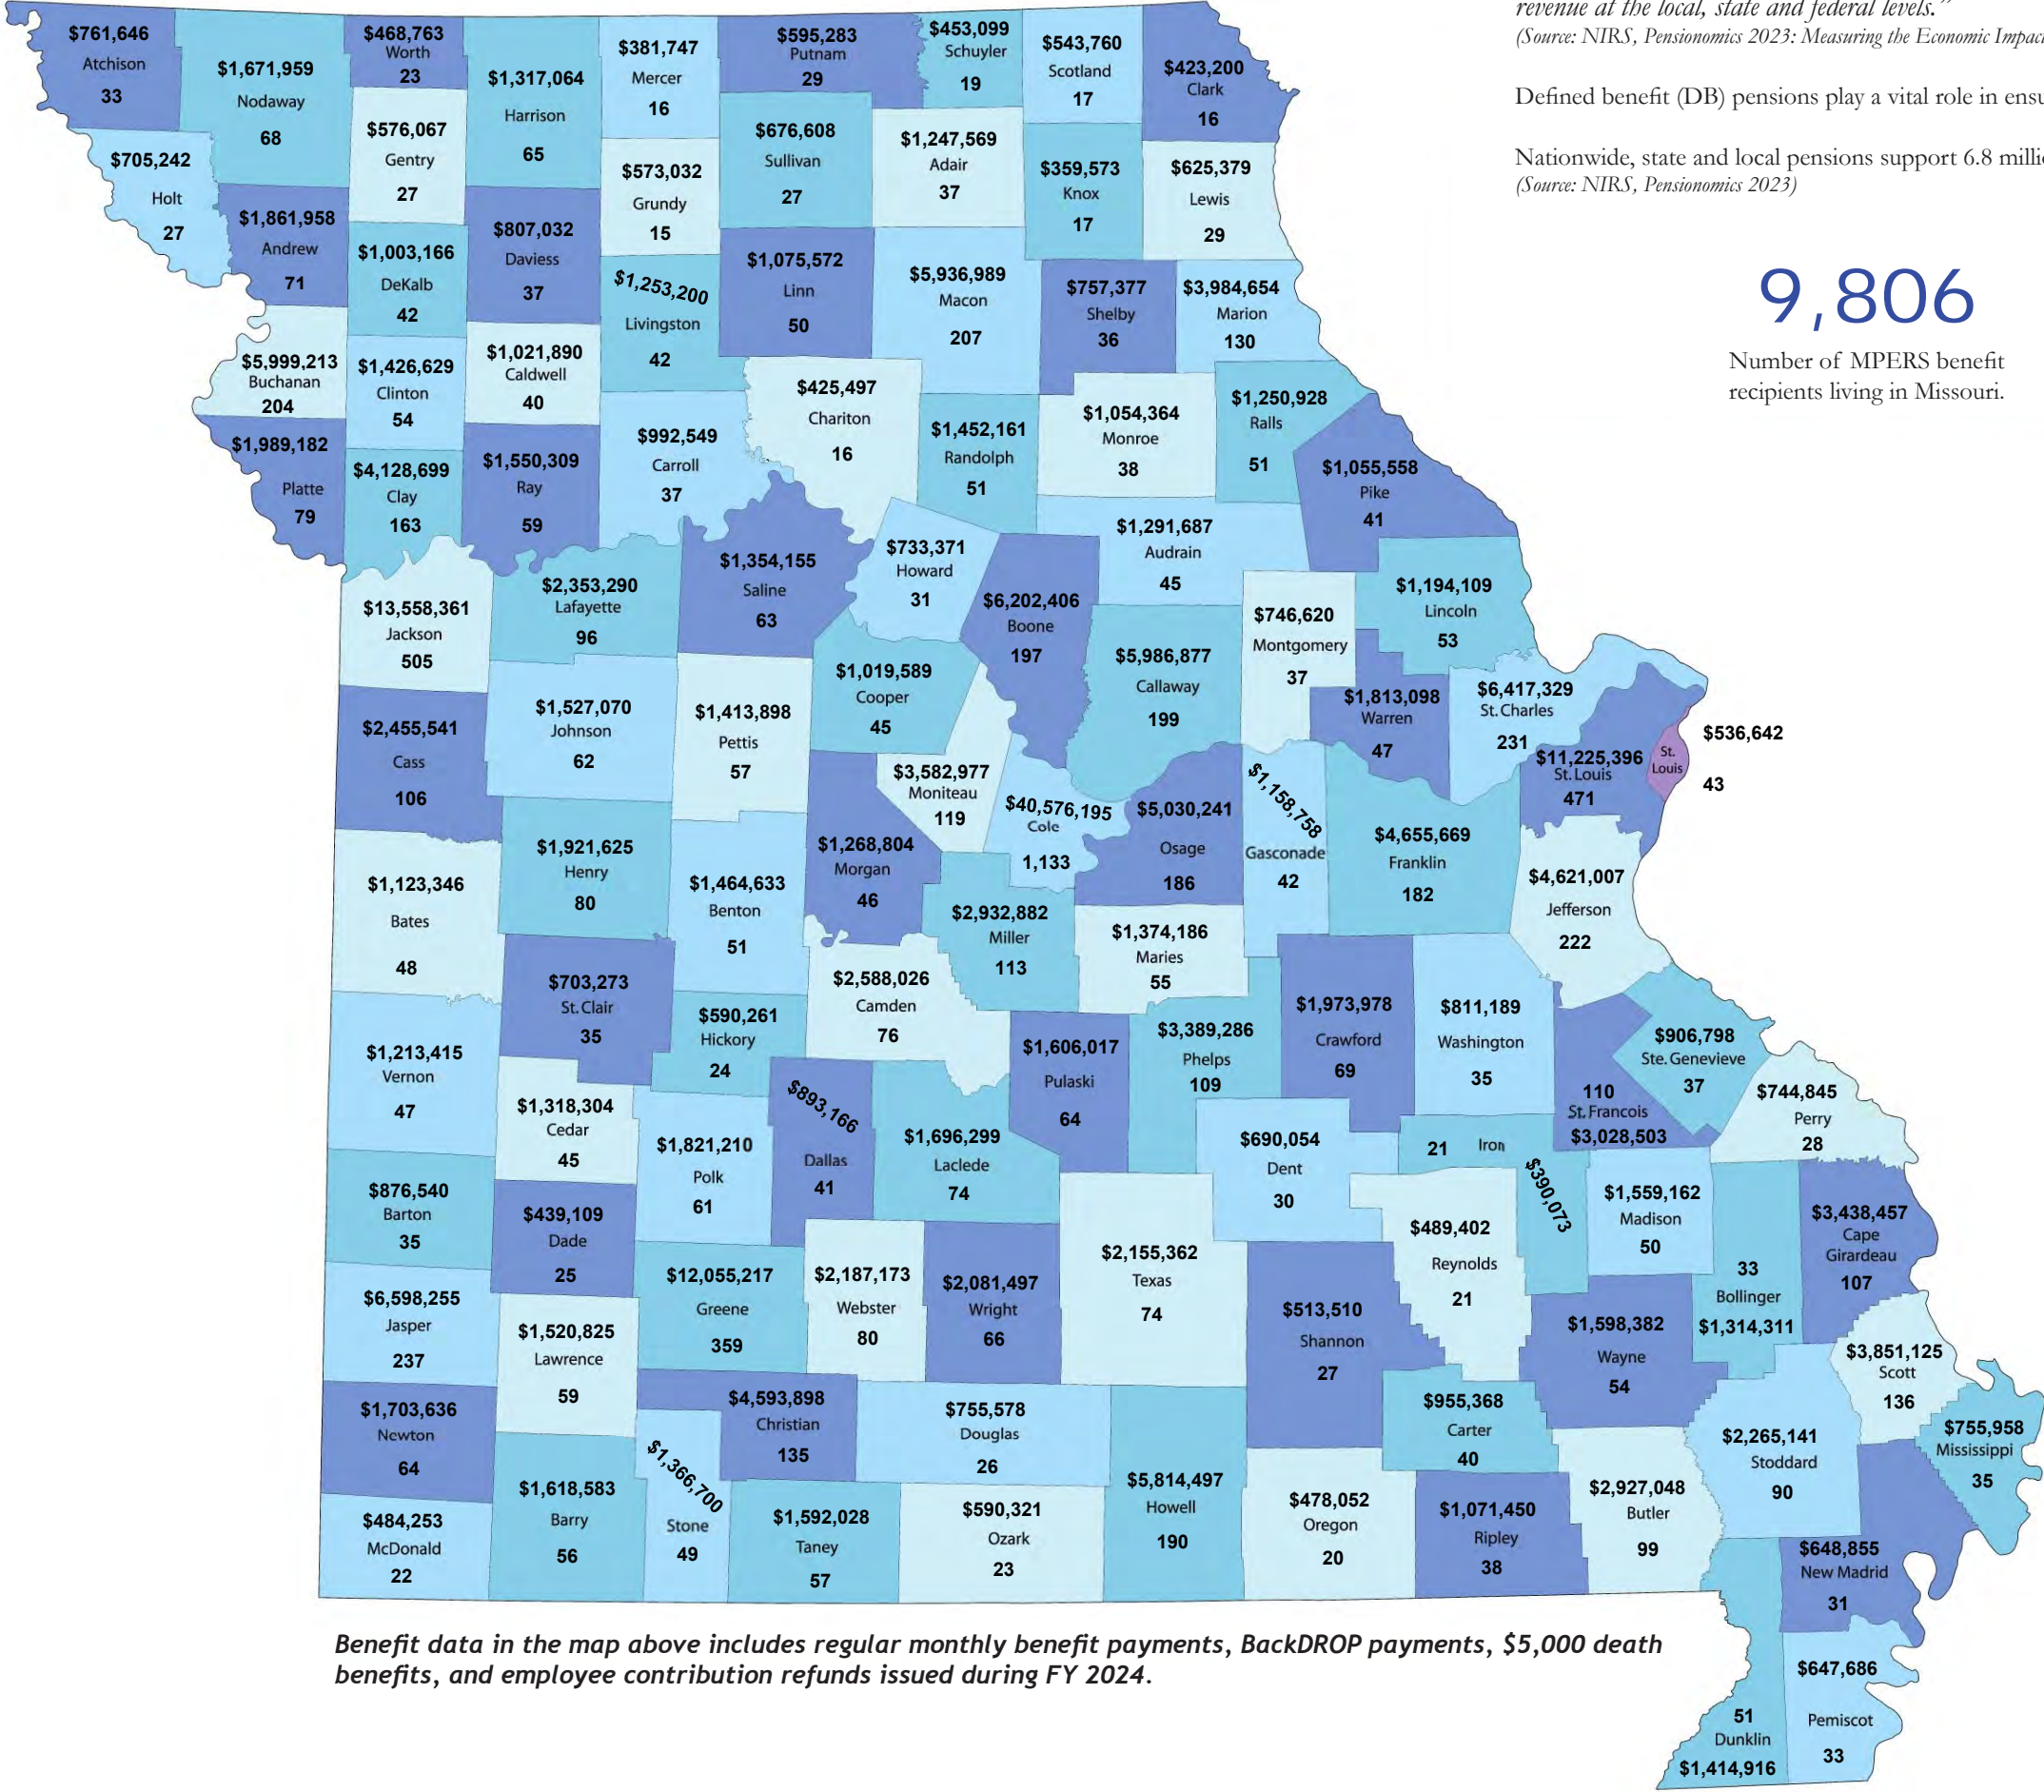 revenue at the local, state and federal levels.”
(Source: NIRS, Pensionomics 2023: Measuring the Economic Impac
Defined benefit (DB) pensions play a vital role in ensu
Nationwide, state and local pensions support 6.8 milli
(Source: NIRS, Pensionomics 2023)
9,806
Number of MPERS benefit
recipients living in Missouri.
$761,646
Atchison
33
$1,671,959
Nodaway
68
$468,763
Worth
23
$1,317,064
Harrison
65
$381,747
Mercer
16
$595,283
Putnam
29
$453,099
Schuyler
19
$543,760
Scotland
17
$423,200
Clark
16
$705,242
Holt
27
$1,861,958
Andrew
71
$576,067
Gentry
27
$1,003,166
DeKalb
42
$807,032
Daviess
37
$573,032
Grundy
15
$676,608
Sullivan
27
$1,247,569
Adair
37
$359,573
Knox
17
$625,379
Lewis
29
$1,253,200
Livingston
42
$1,075,572
Linn
50
$5,936,989
Macon
207
$757,377
Shelby
36
$3,984,654
Marion
130
$5,999,213
Buchanan
204
$1,426,629
Clinton
54
$1,021,890
Caldwell
40
$1,989,182
Platte
79
$4,128,699
Clay
163
$1,550,309
Ray
59
$992,549
Carroll
37
$425,497
Chariton
16
$1,452,161
Randolph
51
$1,054,364
Monroe
38
$1,250,928
Ralls
51
$1,055,558
Pike
41
$13,558,361
Jackson
505
$2,353,290
Lafayette
96
$1,354,155
Saline
63
$733,371
Howard
31
$6,202,406
Boone
197
$1,291,687
Audrain
45
$5,986,877
Callaway
199
$746,620
Montgomery
37
$1,194,109
Lincoln
53
$1,813,098
Warren
47
$6,417,329
St. Charles
231
$11,225,396
St. Louis
471
St.
Louis
$536,642
43
$2,455,541
Cass
106
$1,527,070
Johnson
62
$1,413,898
Pettis
57
$1,019,589
Cooper
45
$3,582,977
Moniteau
119
$40,576,195
Cole
1,133
$5,030,241
Osage
186
$1,158,758
Gasconade
42
$4,655,669
Franklin
182
$4,621,007
Jefferson
222
$1,123,346
Bates
48
$1,921,625
Henry
80
$1,464,633
Benton
51
$1,268,804
Morgan
46
$2,932,882
Miller
113
$1,374,186
Maries
55
$2,588,026
Camden
76
$703,273
St. Clair
35
$590,261
Hickory
24
$1,606,017
Pulaski
64
$3,389,286
Phelps
109
$1,973,978
Crawford
69
$811,189
Washington
35
110
St. Francois
$3,028,503
$906,798
Ste. Genevieve
37
$744,845
Perry
28
$1,213,415
Vernon
47
$1,318,304
Cedar
45
$1,821,210
Polk
61
$893,166
Dallas
41
$1,696,299
Laclede
74
$690,054
Dent
30
21 Iron
$390,073
$1,559,162
Madison
50
33
Bollinger
$1,314,311
$3,438,457
Cape
Girardeau
107
$876,540
Barton
35
$439,109
Dade
25
$12,055,217
Greene
359
$2,187,173
Webster
80
$2,081,497
Wright
66
$2,155,362
Texas
74
$513,510
Shannon
27
$489,402
Reynolds
21
$1,598,382
Wayne
54
$3,851,125
Scott
136
$6,598,255
Jasper
237
$1,520,825
Lawrence
59
$1,703,636
Newton
64
$4,593,898
Christian
135
$755,578
Douglas
26
$955,368
Carter
40
$2,265,141
Stoddard
90
$755,958
Mississippi
35
$484,253
McDonald
22
$1,618,583
Barry
56
$1,366,700
Stone
49
$1,592,028
Taney
57
$590,321
Ozark
23
$5,814,497
Howell
190
$478,052
Oregon
20
$1,071,450
Ripley
38
$2,927,048
Butler
99
$648,855
New Madrid
31
$647,686
Pemiscot
33
51
Dunklin
$1,414,916
Benefit data in the map above includes regular monthly benefit payments, BackDROP payments, $5,000 death
benefits, and employee contribution refunds issued during FY 2024.